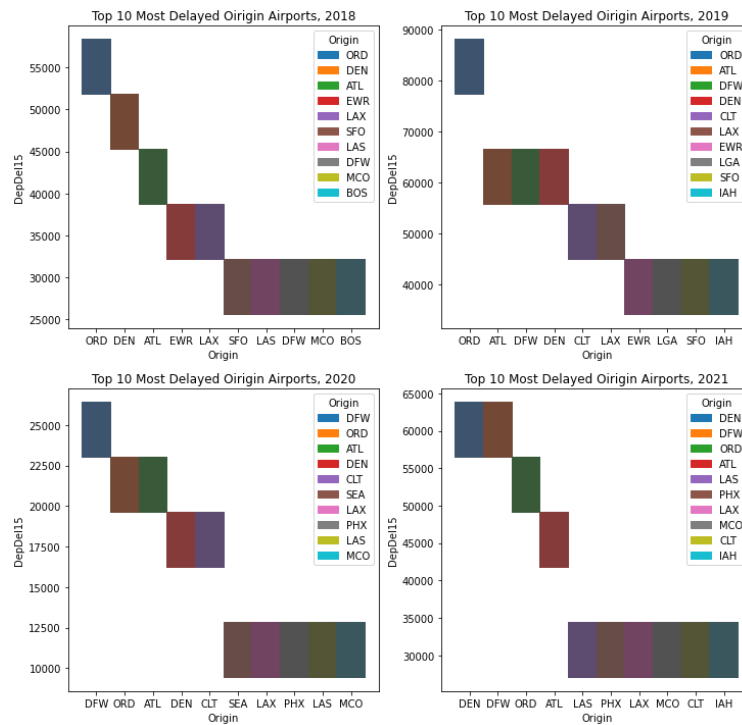 Top 10 Most Delayed Oirigin Airports, 2018
DepDel15
55000
50000
45000
40000
35000
30000
25000
Origin
ORD
DEN
ATL
EWR
LAX
SFO
LAS
DFW
MCO
BOS
ORD DEN ATL EWR LAX SFO LAS DFW MCO BOS
Origin
Top 10 Most Delayed Oirigin Airports, 2019
DepDel15
90000
80000
70000
60000
50000
40000
Origin
ORD
ATL
DFW
DEN
CLT
LAX
EWR
LGA
SFO
IAH
ORD ATL DFW DEN CLT LAX EWR LGA SFO IAH
Origin
Top 10 Most Delayed Oirigin Airports, 2020
DepDel15
25000
22500
20000
17500
15000
12500
10000
Origin
DFW
ORD
ATL
DEN
CLT
SEA
LAX
PHX
LAS
MCO
DFW ORD ATL DEN CLT SEA LAX PHX LAS MCO
Origin
Top 10 Most Delayed Oirigin Airports, 2021
DepDel15
65000
60000
55000
50000
45000
40000
35000
30000
Origin
DEN
DFW
ORD
ATL
LAS
PHX
LAX
MCO
CLT
IAH
DEN DFW ORD ATL LAS PHX LAX MCO CLT IAH
Origin